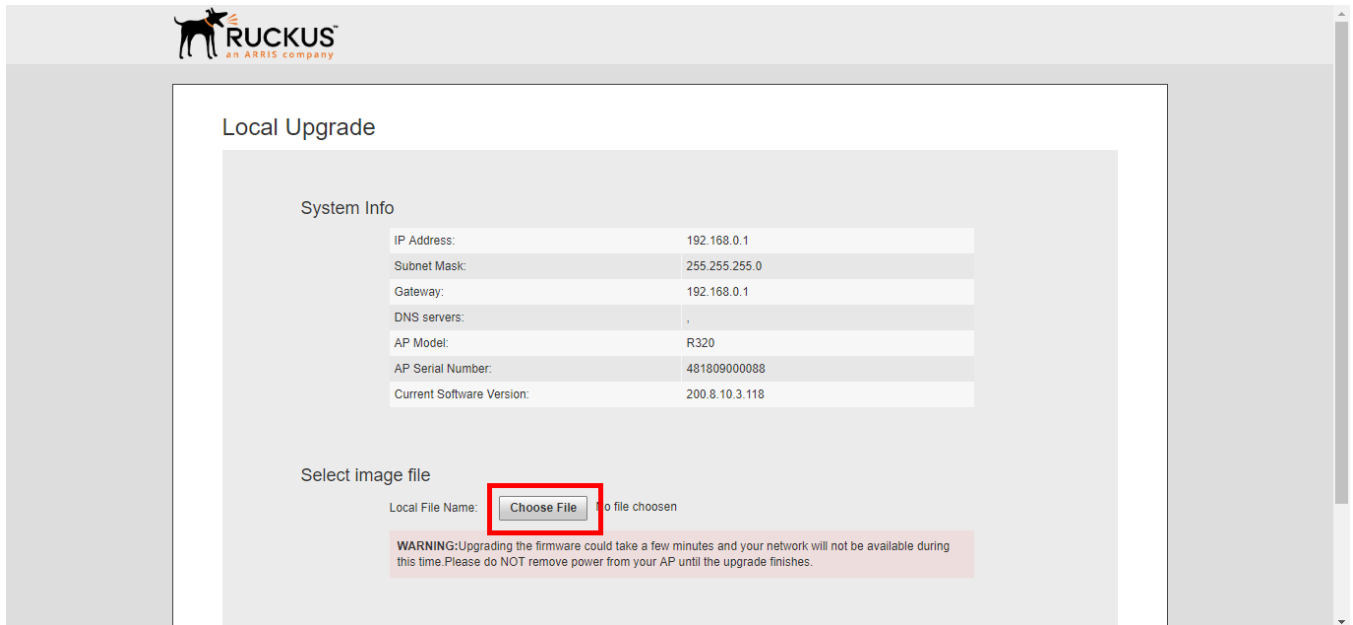 RUCKUS™
an ARRIS company
Local Upgrade
System Info
IP Address: 192.168.0.1
Subnet Mask: 255.255.255.0
Gateway: 192.168.0.1
DNS servers: ,
AP Model: R320
AP Serial Number: 481809000088
Current Software Version: 200.8.10.3.118
Select image file
Local File Name: Choose File o file choosen
WARNING:Upgrading the firmware could take a few minutes and your network will not be available during
this time.Please do NOT remove power from your AP until the upgrade finishes.